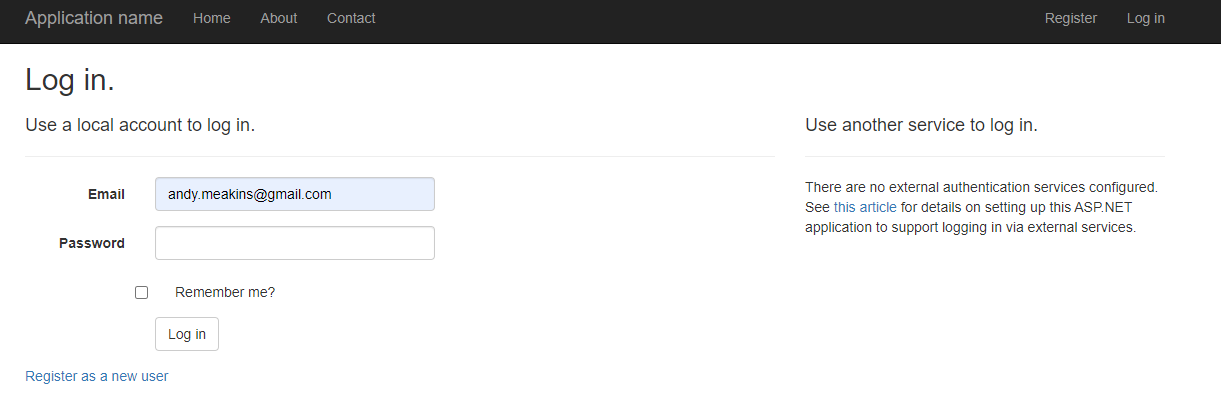 Application name Home About Contact Register Log in
Log in.
Use a local account to log in.
Email andy.meakins@gmail.com
Password
Remember me?
Log in
Register as a new user
Use another service to log in.
There are no external authentication services configured.
See this article for details on setting up this ASP.NET
application to support logging in via external services.